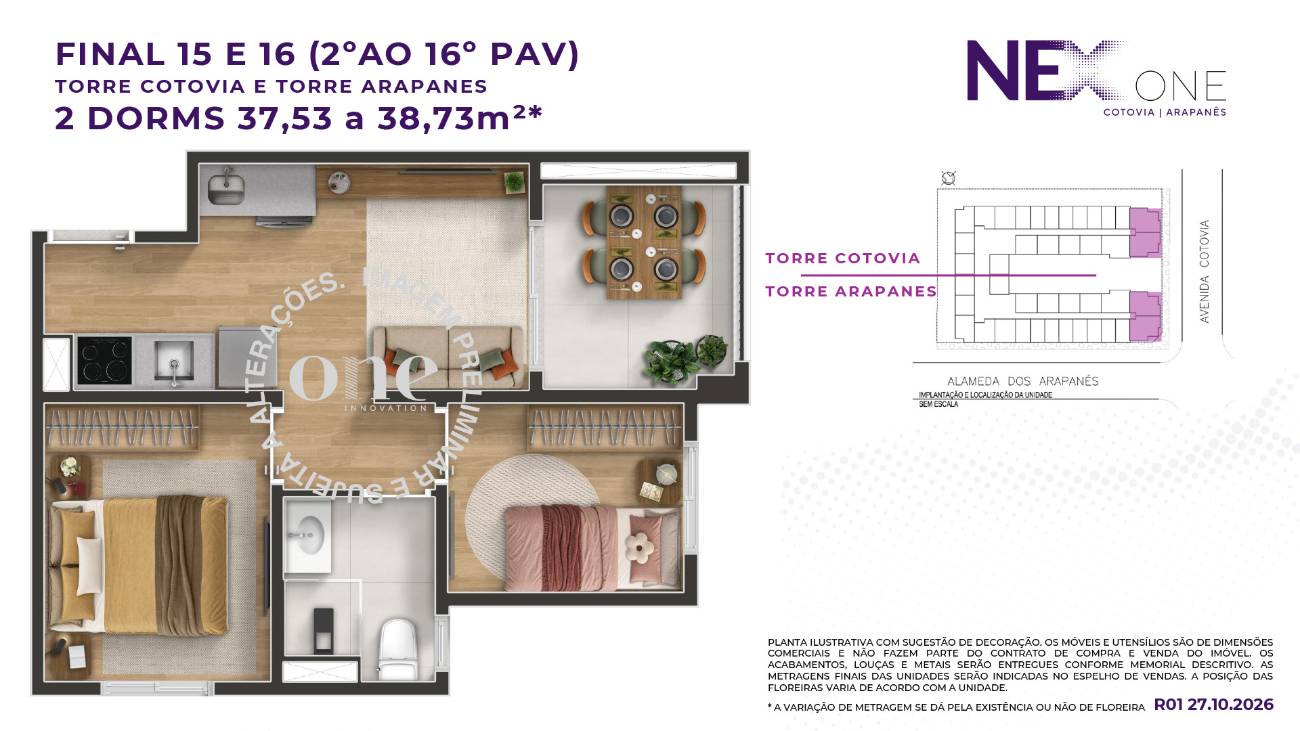 FINAL 15 E 16 (2ºAO 16º PAV)
TORRE COTOVIA E TORRE ARAPANES
2 DORMS 37,53 a 38,73m²*
NEX ONE
COTOVIA | ARAPANÊS
TORRE COTOVIA
TORRE ARAPANES
AVENIDA COTOVIA
ALAMEDA DOS ARAPANÉS
IMPLANTAÇÃO E LOCALIZAÇÃO DA UNIDADE
SEM ESCALA
IMAGEM PRELIMINAR E SUJEITA A ALTERAÇÕES.
one
INNOVATION
PLANTA ILUSTRATIVA COM SUGESTÃO DE DECORAÇÃO. OS MÓVEIS E UTENSÍLIOS SÃO DE DIMENSÕES
COMERCIAIS E NÃO FAZEM PARTE DO CONTRATO DE COMPRA E VENDA DO IMÓVEL. OS
ACABAMENTOS, LOUÇAS E METAIS SERÃO ENTREGUES CONFORME MEMORIAL DESCRITIVO. AS
METRAGENS FINAIS DAS UNIDADES SERÃO INDICADAS NO ESPELHO DE VENDAS. A POSIÇÃO DAS
FLOREIRAS VARIA DE ACORDO COM A UNIDADE.
* A VARIAÇÃO DE METRAGEM SE DÁ PELA EXISTÊNCIA OU NÃO DE FLOREIRA R01 27.10.2026